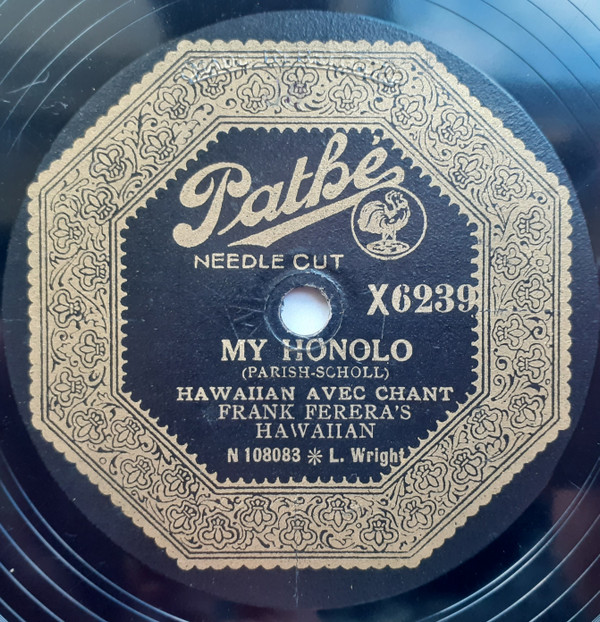 Pathé
NEEDLE CUT
X6239
MY HONOLO
(PARISH-SCHOLL)
HAWAIIAN AVEC CHANT
FRANK FERERA'S
HAWAIIAN
N 108083 * L. Wright